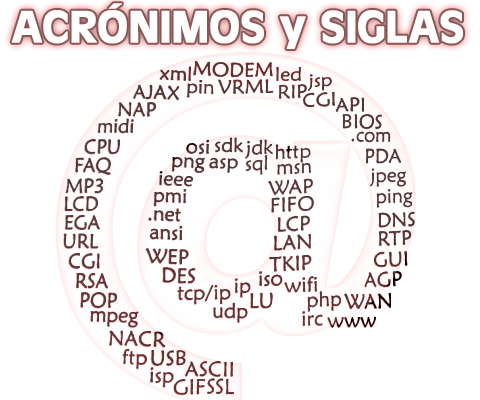 ACRÓNIMOS y SIGLAS
xml MODEM led jsp
AJAX pin VRML RIP CGI API
NAP BIOS
midi .com
CPU osi sdk jdk http PDA
FAQ png asp sql msn jpeg
MP3 ieee WAP ping
LCD pmi FIFO
EGA .net LCP DNS
URL ansi LAN RTP
CGI WEP TKIP GUI
RSA DES iso wifi AGP
POP tcp/ip ip LU php WAN
mpeg udp irc www
NACR
ftp USB ASCII
isp GIF SSL